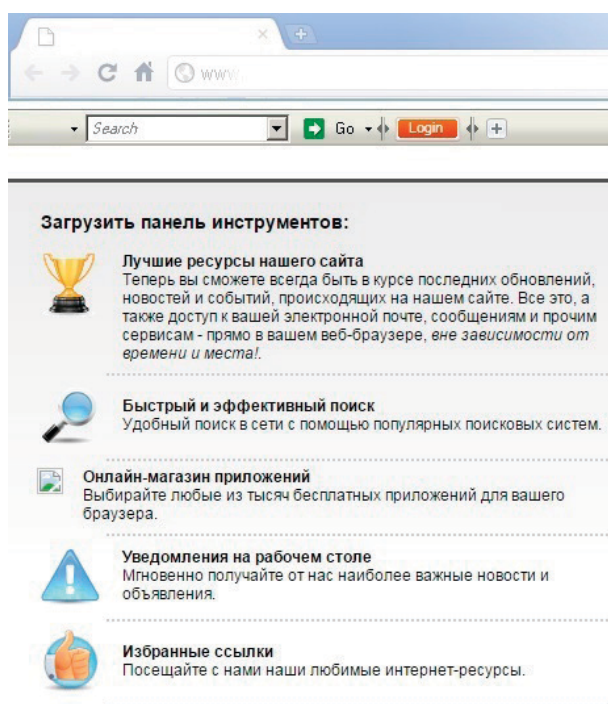 www.
Search
Go
Login
Загрузить панель инструментов:
Лучшие ресурсы нашего сайта
Теперь вы сможете всегда быть в курсе последних обновлений,
новостей и событий, происходящих на нашем сайте. Все это, а
также доступ к вашей электронной почте, сообщениям и прочим
сервисам - прямо в вашем веб-браузере, вне зависимости от
времени и места!.
Быстрый и эффективный поиск
Удобный поиск в сети с помощью популярных поисковых систем.
Онлайн-магазин приложений
Выбирайте любые из тысяч бесплатных приложений для вашего
браузера.
Уведомления на рабочем столе
Мгновенно получайте от нас наиболее важные новости и
объявления.
Избранные ссылки
Посещайте с нами наши любимые интернет-ресурсы.